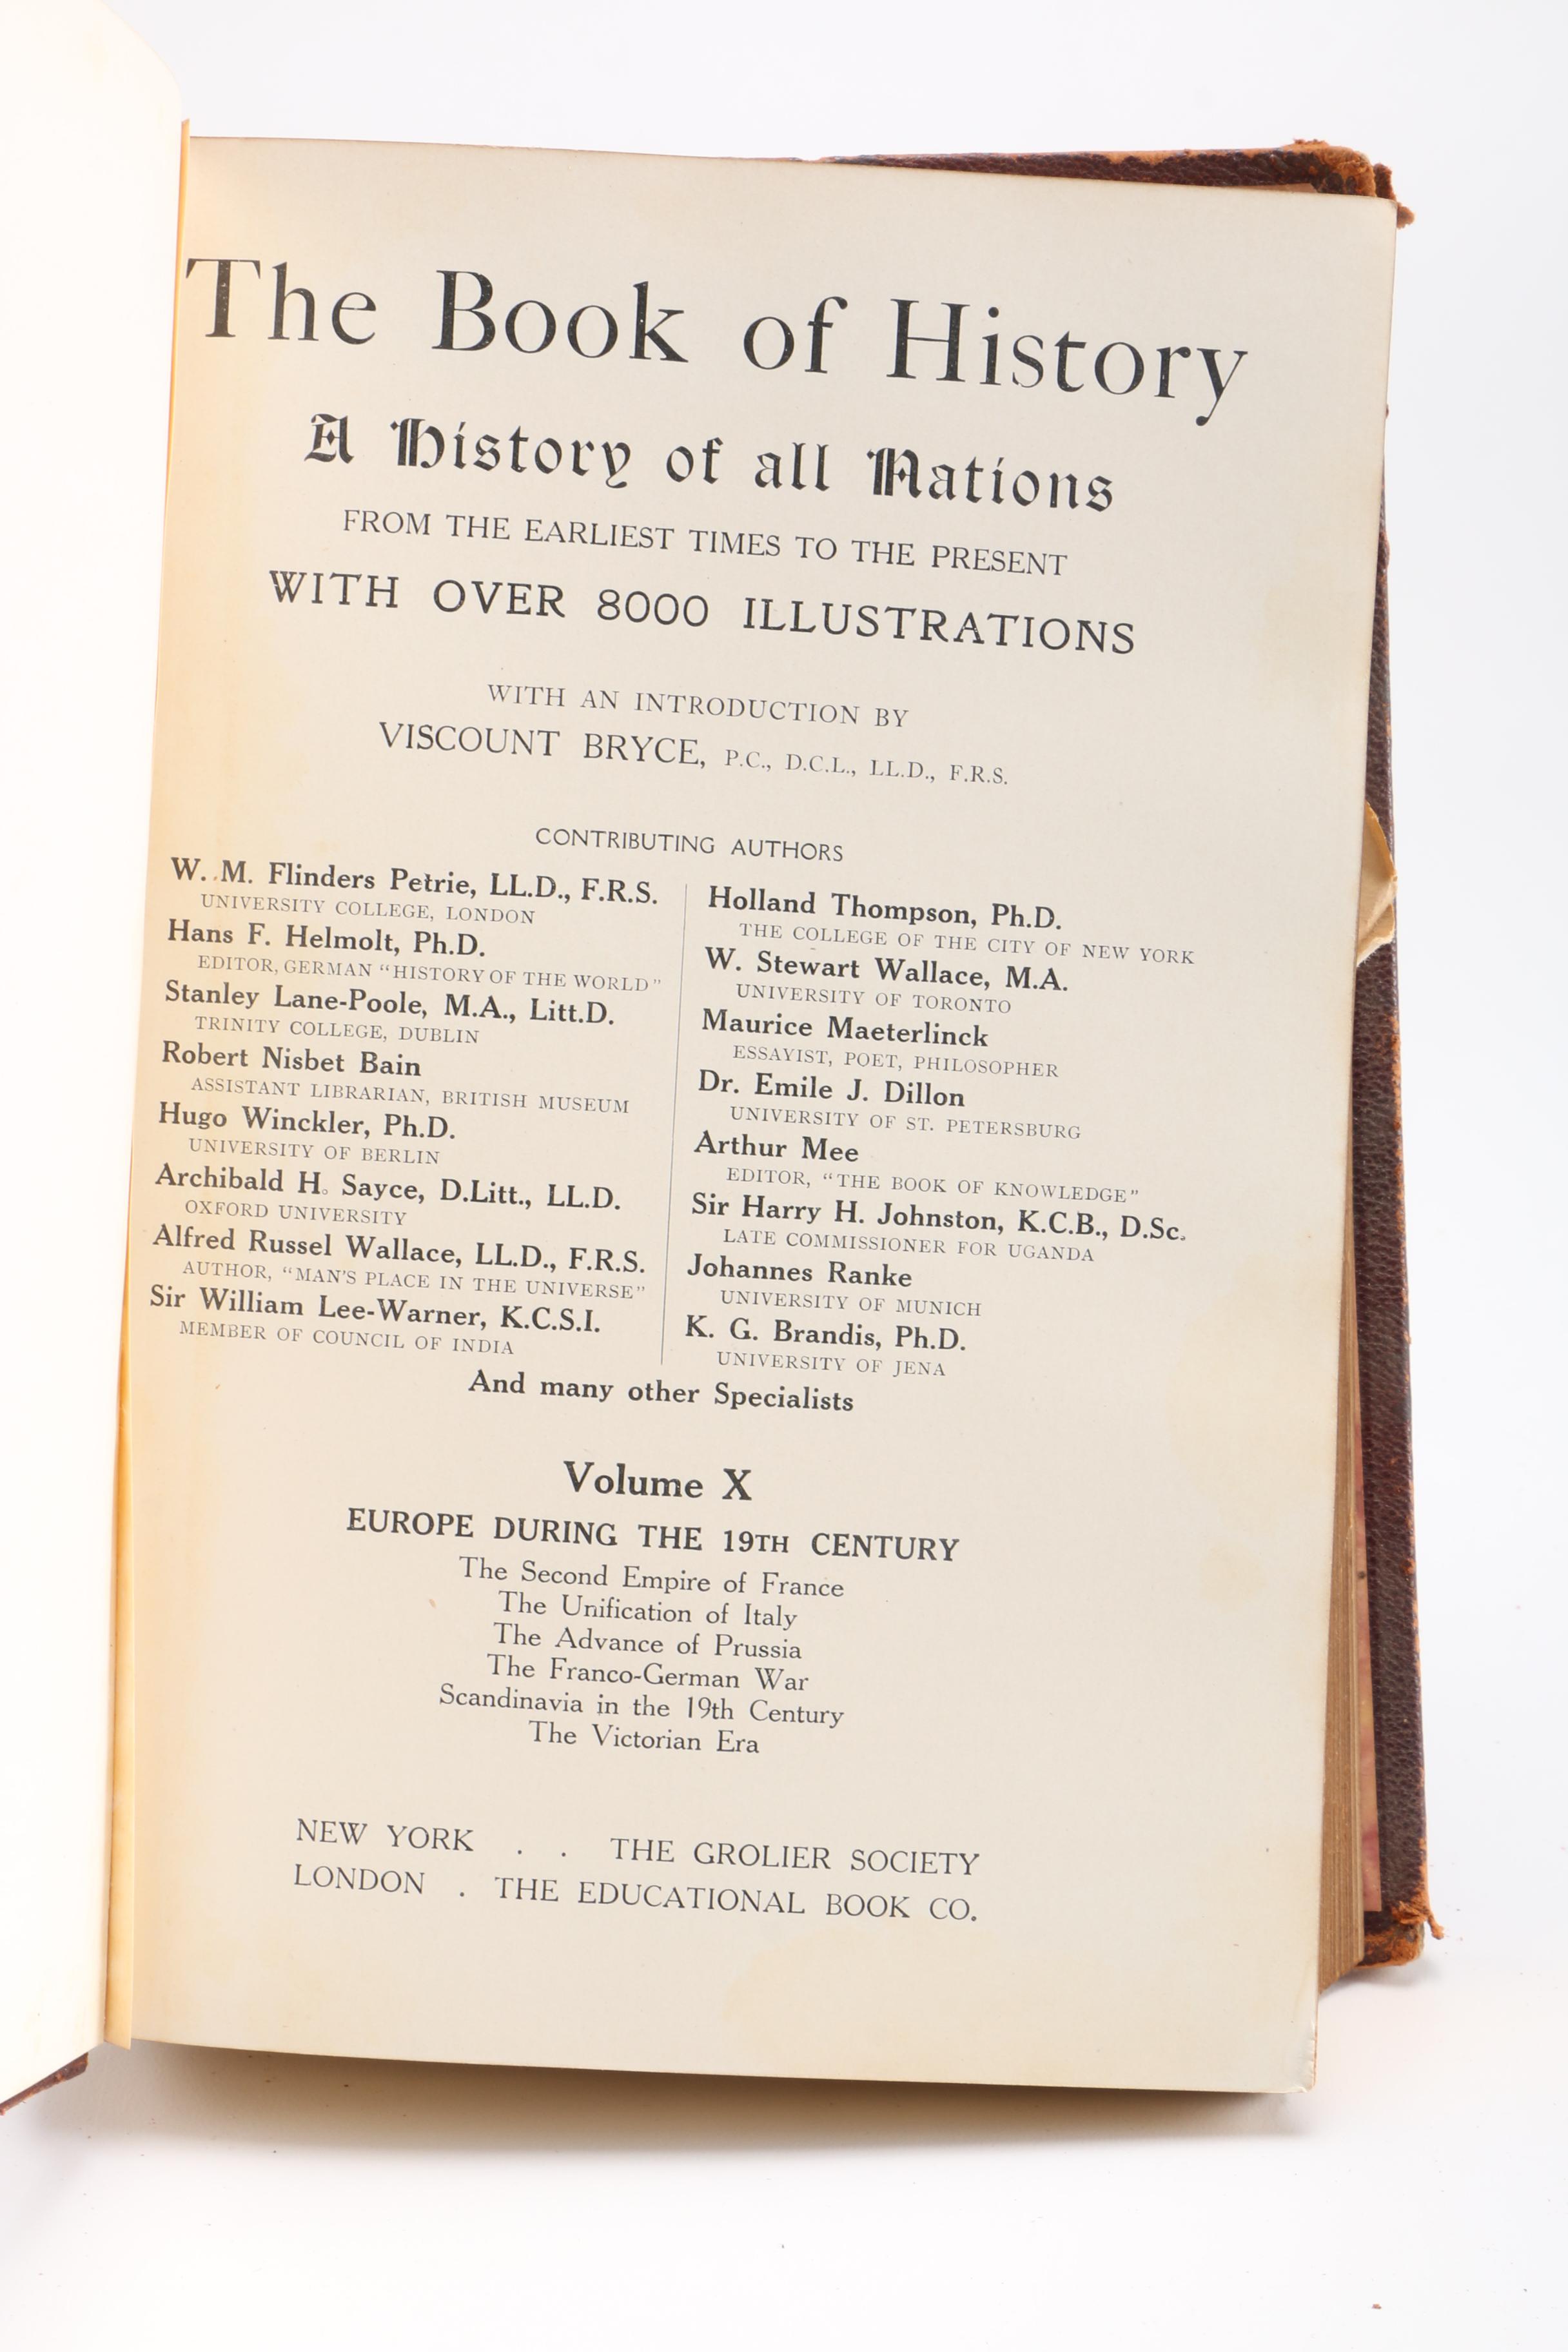 The Book of History
A History of all Nations
FROM THE EARLIEST TIMES TO THE PRESENT
WITH OVER 8000 ILLUSTRATIONS
WITH AN INTRODUCTION BY
VISCOUNT BRYCE, P.C., D.C.L., LL.D., F.R.S.
CONTRIBUTING AUTHORS
W. M. Flinders Petrie, LL.D., F.R.S.
UNIVERSITY COLLEGE, LONDON
Hans F. Helmolt, Ph.D.
EDITOR, GERMAN "HISTORY OF THE WORLD"
Stanley Lane-Poole, M.A., Litt.D.
TRINITY COLLEGE, DUBLIN
Robert Nisbet Bain
ASSISTANT LIBRARIAN, BRITISH MUSEUM
Hugo Winckler, Ph.D.
UNIVERSITY OF BERLIN
Archibald H. Sayce, D.Litt., LL.D.
OXFORD UNIVERSITY
Alfred Russel Wallace, LL.D., F.R.S.
AUTHOR, "MAN'S PLACE IN THE UNIVERSE"
Sir William Lee-Warner, K.C.S.I.
MEMBER OF COUNCIL OF INDIA
Holland Thompson, Ph.D.
THE COLLEGE OF THE CITY OF NEW YORK
W. Stewart Wallace, M.A.
UNIVERSITY OF TORONTO
Maurice Maeterlinck
ESSAYIST, POET, PHILOSOPHER
Dr. Emile J. Dillon
UNIVERSITY OF ST. PETERSBURG
Arthur Mee
EDITOR, "THE BOOK OF KNOWLEDGE"
Sir Harry H. Johnston, K.C.B., D.Sc.
LATE COMMISSIONER FOR UGANDA
Johannes Ranke
UNIVERSITY OF MUNICH
K. G. Brandis, Ph.D.
UNIVERSITY OF JENA
And many other Specialists
Volume X
EUROPE DURING THE 19TH CENTURY
The Second Empire of France
The Unification of Italy
The Advance of Prussia
The Franco-German War
Scandinavia in the 19th Century
The Victorian Era
NEW YORK . . THE GROLIER SOCIETY
LONDON . THE EDUCATIONAL BOOK CO.